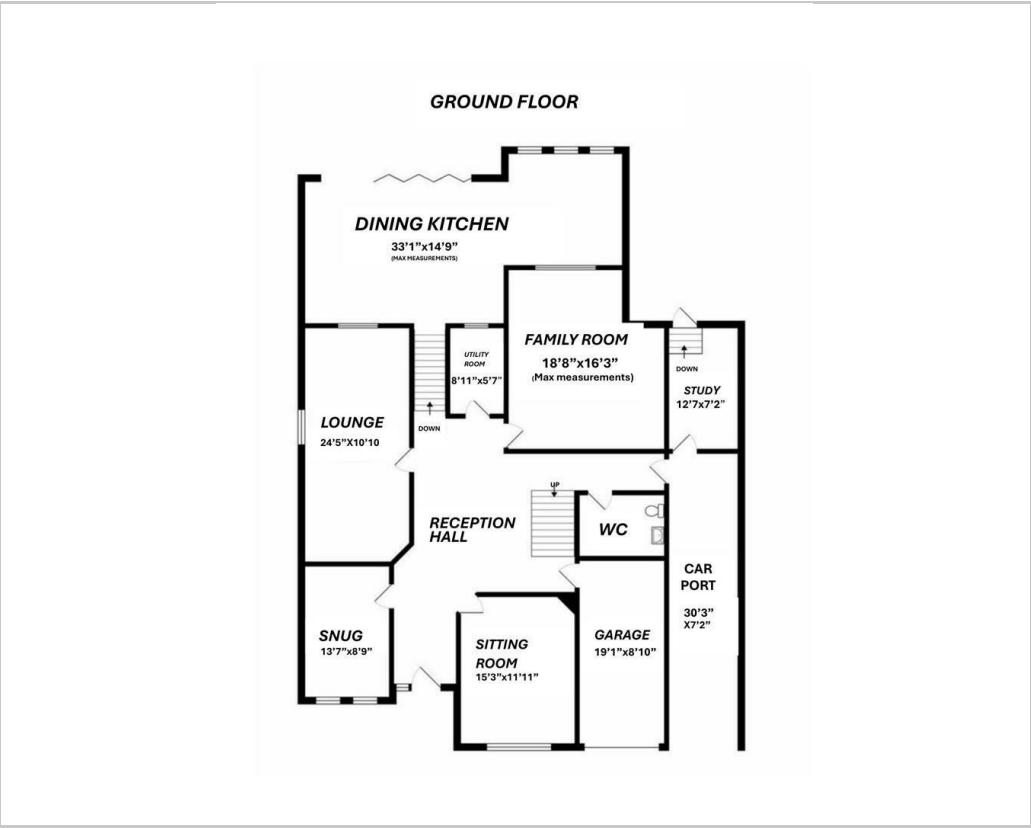 GROUND FLOOR
DINING KITCHEN
33’1”x14’9”
(MAX MEASUREMENTS)
FAMILY ROOM
18’8”x16’3”
(Max measurements)
UTILITY
ROOM
8’11”x5’7”
DOWN
STUDY
12’7x7’2”
LOUNGE
24’5”X10’10
DOWN
UP
RECEPTION
HALL
WC
CAR
PORT
30’3”
X7’2”
SNUG
13’7”x8’9”
SITTING
ROOM
15’3”x11’11”
GARAGE
19’1”x8’10”